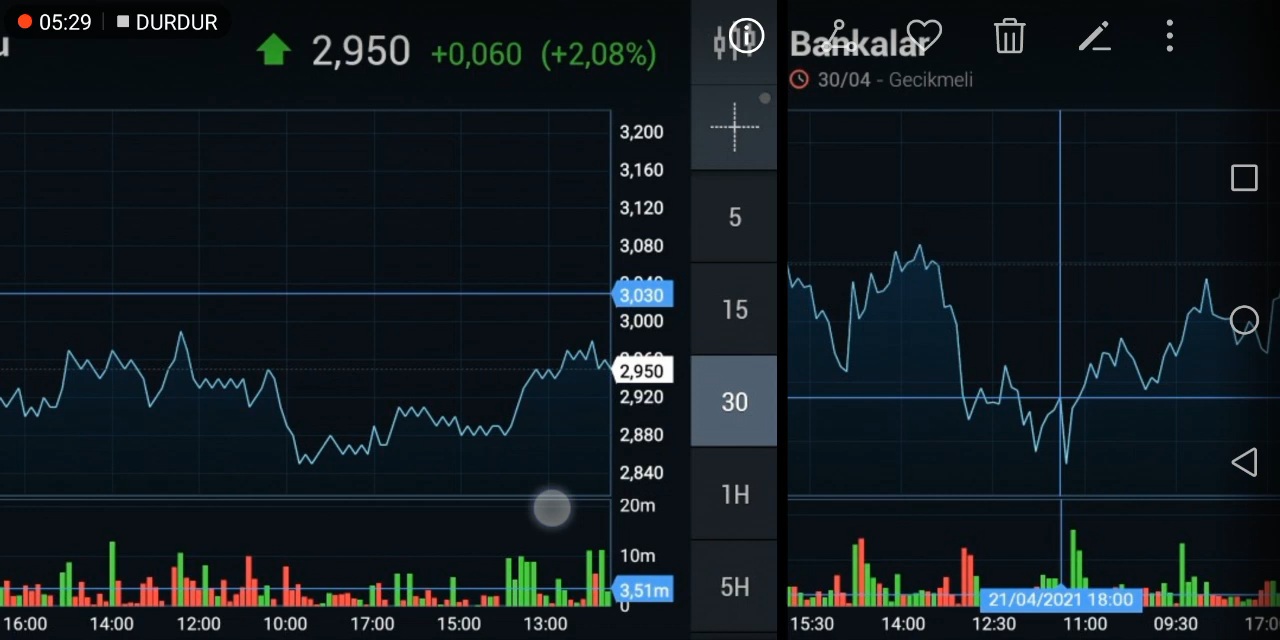 05:29 DURDUR
2,950 +0,060 (+2,08%)
3,200
3,160
3,120
3,080
3,030
3,000
2,950
2,920
2,880
2,840
20m
10m
3,51m
0
16:00 14:00 12:00 10:00 17:00 15:00 13:00
5
15
30
1H
5H
Bankalar
30/04 - Gecikmeli
21/04/2021 18:00
15:30 14:00 12:30 11:00 09:30 17:0